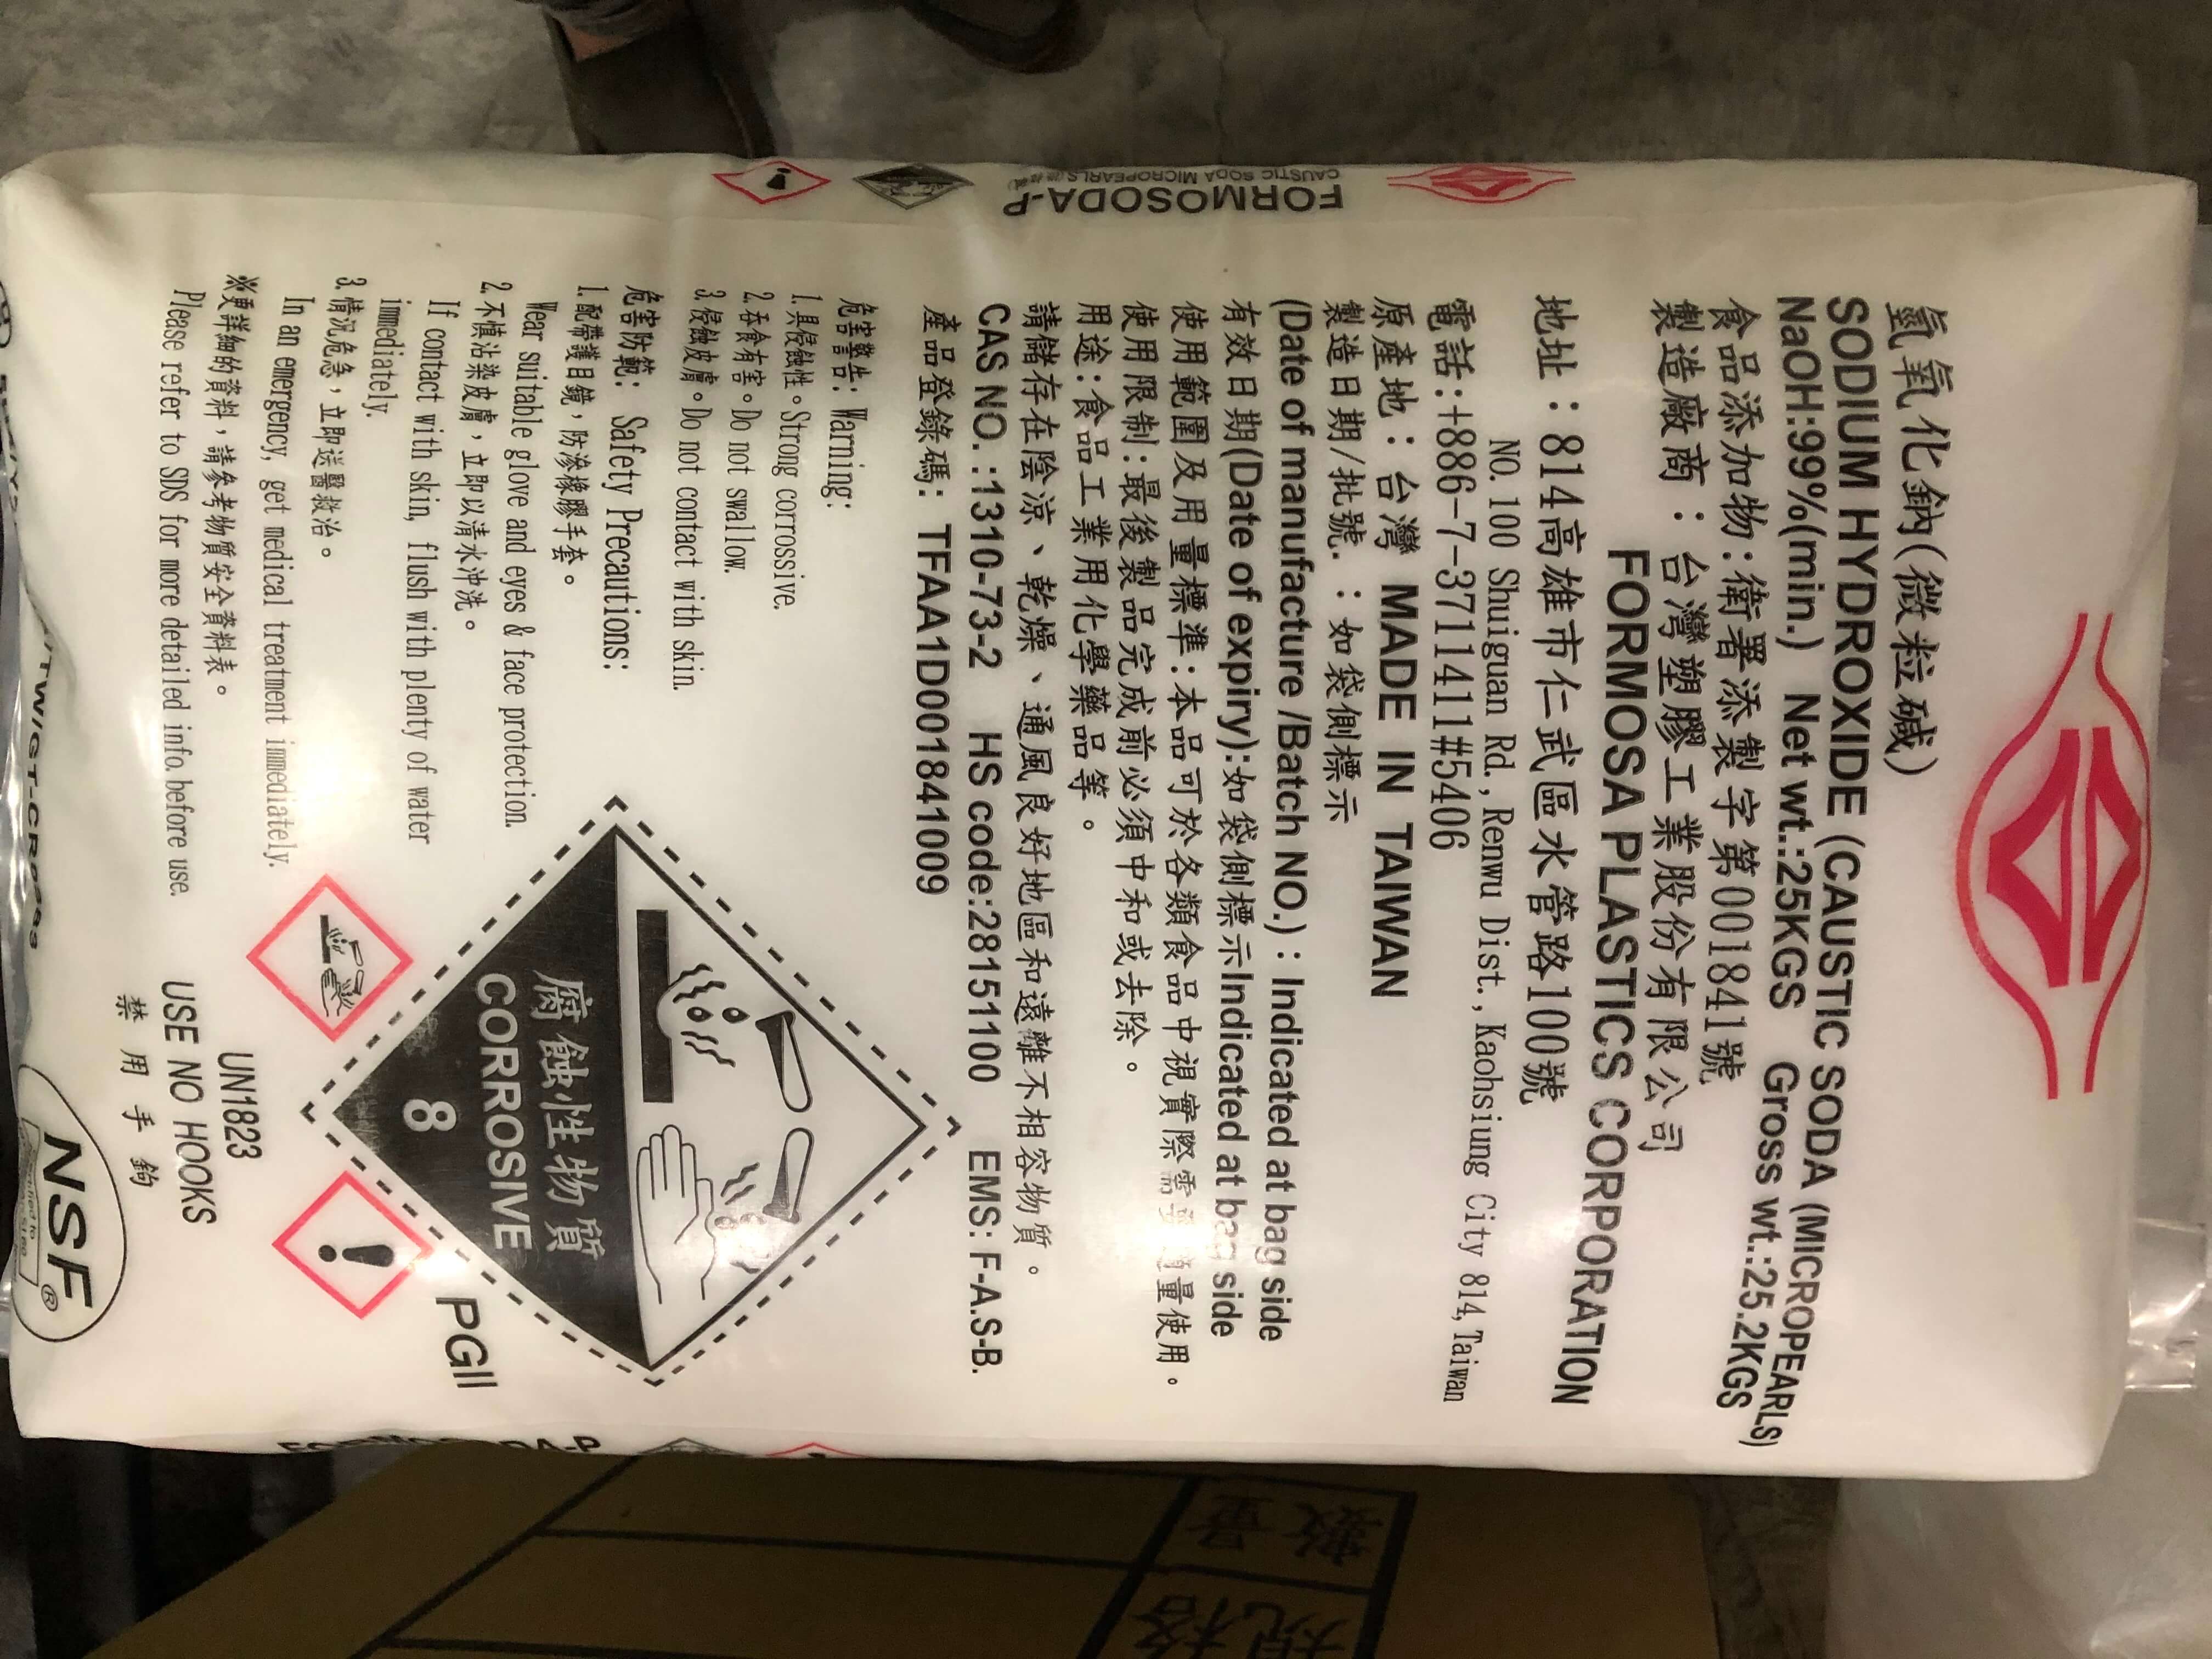 氫氧化鈉(微粒碱)
SODIUM HYDROXIDE (CAUSTIC SODA (MICROPEARLS)
NaOH:99%(min.) Net wt.:25KGS Gross wt.:25.2KGS
食品添加物:衛署添製字第001841號
製造廠商:台灣塑膠工業股份有限公司
FORMOSA PLASTICS CORPORATION
地址:814高雄市仁武區水管路100號
NO. 100 Shuiguan Rd., Renwu Dist., Kaohsiung City 814, Taiwan
電話:+886-7-3711411#5406
原產地:台灣 MADE IN TAIWAN
製造日期/批號.:如袋側標示
(Date of manufacture /Batch NO.) : Indicated at bag side
有效日期(Date of expiry):如袋側標示Indicated at bag side
使用範圍及用量標準:本品可於各類食品中視實際需要適量使用。
使用限制:最後製品完成前必須中和或去除。
用途:食品工業用化學藥品等。
請儲存在陰涼、乾燥、通風良好地區和遠離不相容物質。
CAS NO. :1310-73-2 HS code:28151100 EMS: F-A.S-B.
產品登錄碼: TFAA1D001841009
危害警告: Warning:
1.具侵蝕性。Strong corrossive.
2.吞食有害。Do not swallow.
3.侵蝕皮膚。Do not contact with skin.
危害防範: Safety Precautions:
1.配帶護目鏡,防滲橡膠手套。
Wear suitable glove and eyes & face protection.
2.不慎沾染皮膚,立即以清水沖洗。
If contact with skin, flush with plenty of water
immediately.
3.情況危急,立即送醫救治。
In an emergency, get medical treatment immediately.
※更詳細的資料,請參考物質安全資料表。
Please refer to SDS for more detailed info. before use.
腐蝕性物質
CORROSIVE
8
PGII
UN1823
USE NO HOOKS
禁用手鉤
NSF®
FORMOSODA-P
CAUSTIC SODA MICROPEARLS
數量
規格